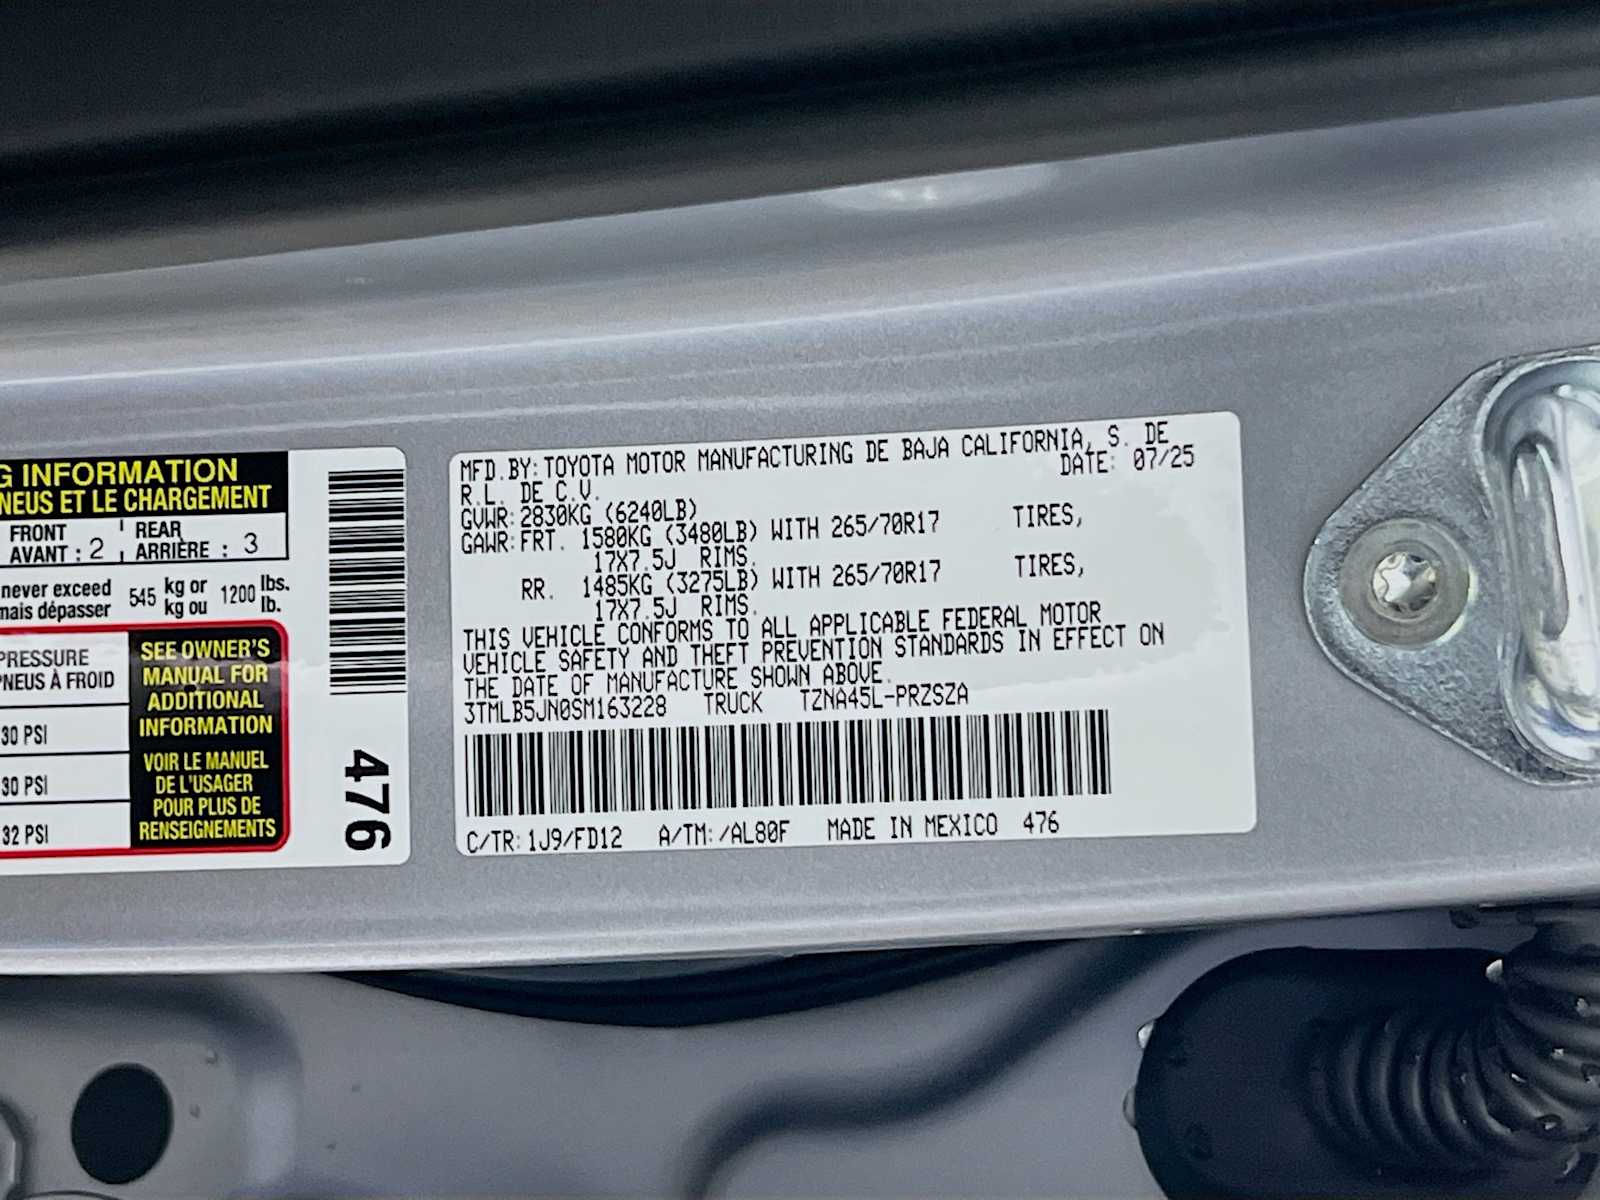 G INFORMATION
NEUS ET LE CHARGEMENT
FRONT
AVANT : 2
REAR
ARRIÈRE : 3
never exceed
mais dépasser
545 kg or
kg ou
1200 lbs.
lb.
PRESSURE
PNEUS À FROID
30 PSI
30 PSI
32 PSI
SEE OWNER'S
MANUAL FOR
ADDITIONAL
INFORMATION
VOIR LE MANUEL
DE L'USAGER
POUR PLUS DE
RENSEIGNEMENTS
476
MFD.BY: TOYOTA MOTOR MANUFACTURING DE BAJA CALIFORNIA, S. DE
R.L. DE C.V. DATE: 07/25
GVWR: 2830KG (6240LB)
GAWR: FRT. 1580KG (3480LB) WITH 265/70R17 TIRES,
17X7.5J RIMS.
RR. 1485KG (3275LB) WITH 265/70R17 TIRES,
17X7.5J RIMS.
THIS VEHICLE CONFORMS TO ALL APPLICABLE FEDERAL MOTOR
VEHICLE SAFETY AND THEFT PREVENTION STANDARDS IN EFFECT ON
THE DATE OF MANUFACTURE SHOWN ABOVE.
3TMLB5JN0SM163228 TRUCK TZNA45L-PRZSZA
C/TR: 1J9/FD12 A/TM: /AL80F MADE IN MEXICO 476